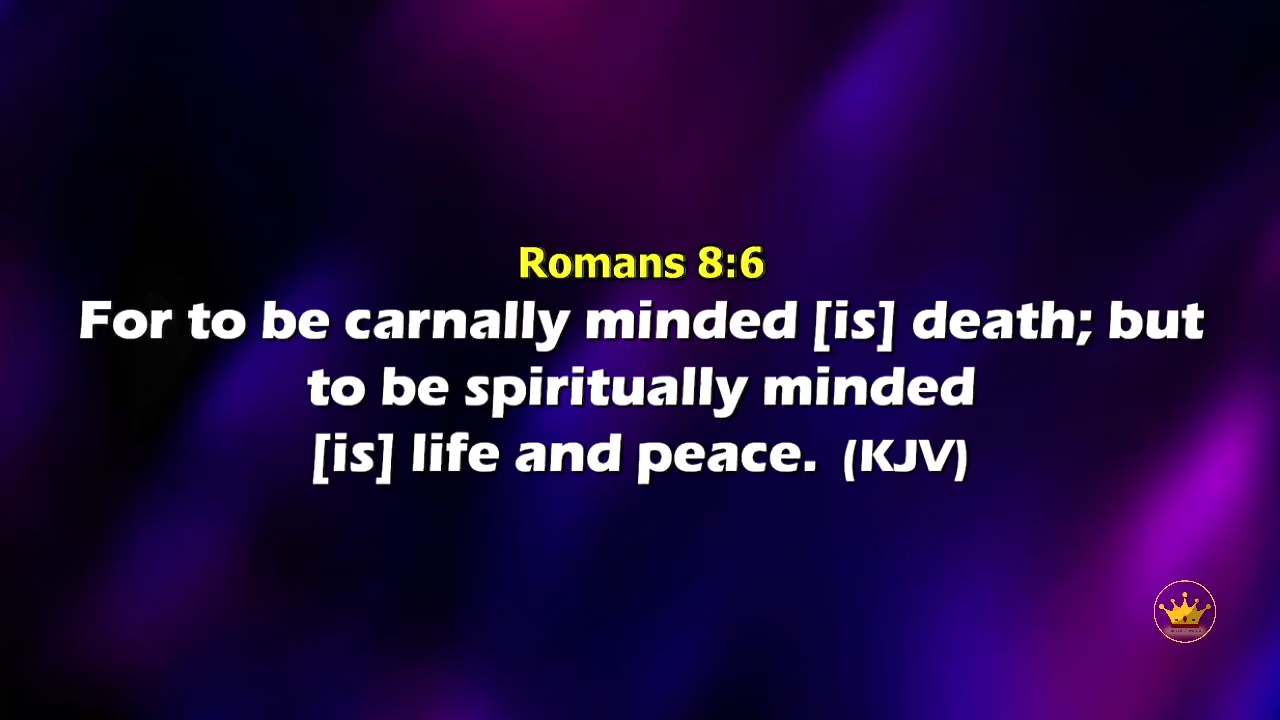 Romans 8:6
For to be carnally minded [is] death; but
to be spiritually minded
[is] life and peace. (KJV)